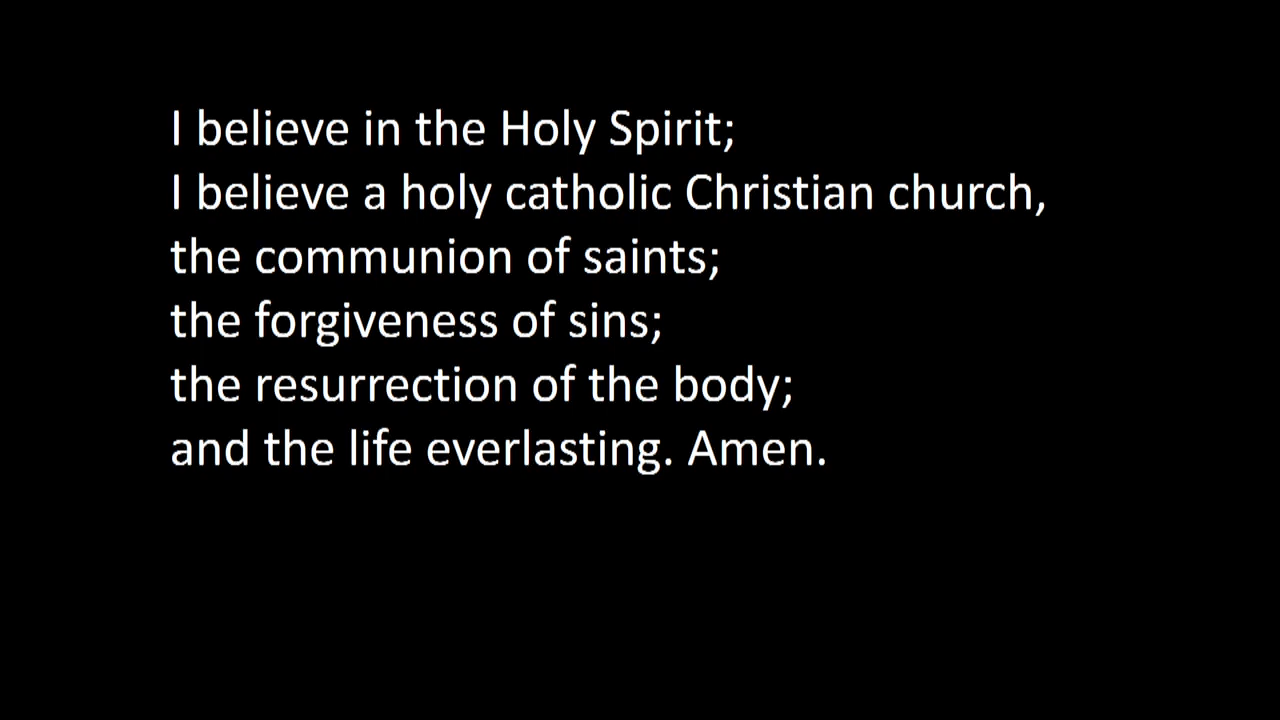 I believe in the Holy Spirit;
I believe a holy catholic Christian church,
the communion of saints;
the forgiveness of sins;
the resurrection of the body;
and the life everlasting. Amen.